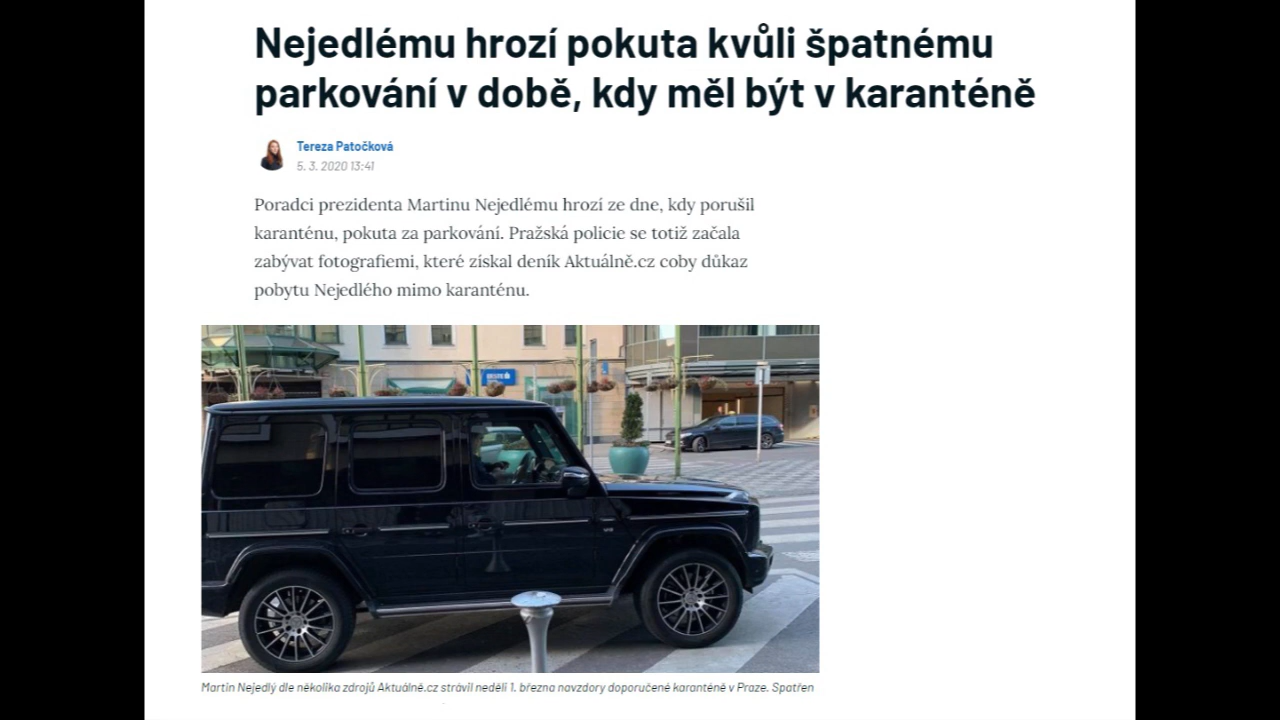 Nejedlému hrozí pokuta kvůli špatnému
parkování v době, kdy měl být v karanténě
Tereza Patočková
5. 3. 2020 13:41
Poradci prezidenta Martinu Nejedlému hrozí ze dne, kdy porušil
karanténu, pokuta za parkování. Pražská policie se totiž začala
zabývat fotografiemi, které získal deník Aktuálně.cz coby důkaz
pobytu Nejedlého mimo karanténu.
Martin Nejedlý dle několika zdrojů Aktuálně.cz strávil neděli 1. března navzdory doporučené karanténě v Praze. Spatřen